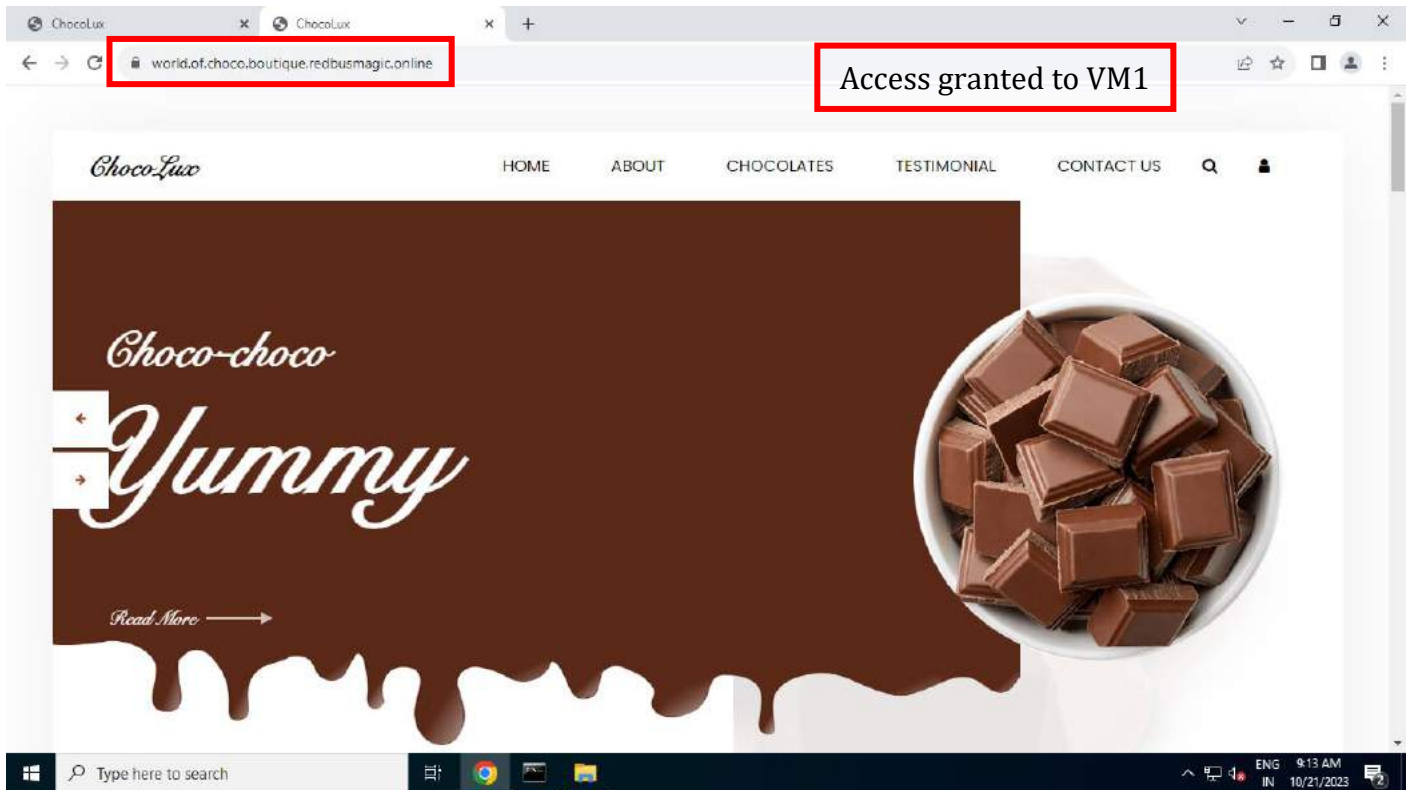 ChocoLux
ChocoLux
world.of.choco.boutique.redbusmagic.online
Access granted to VM1
ChocoLux
HOME
ABOUT
CHOCOLATES
TESTIMONIAL
CONTACT US
Choco-choco
Yummy
Read More
Type here to search
ENG
IN
9:13 AM
10/21/2023
2